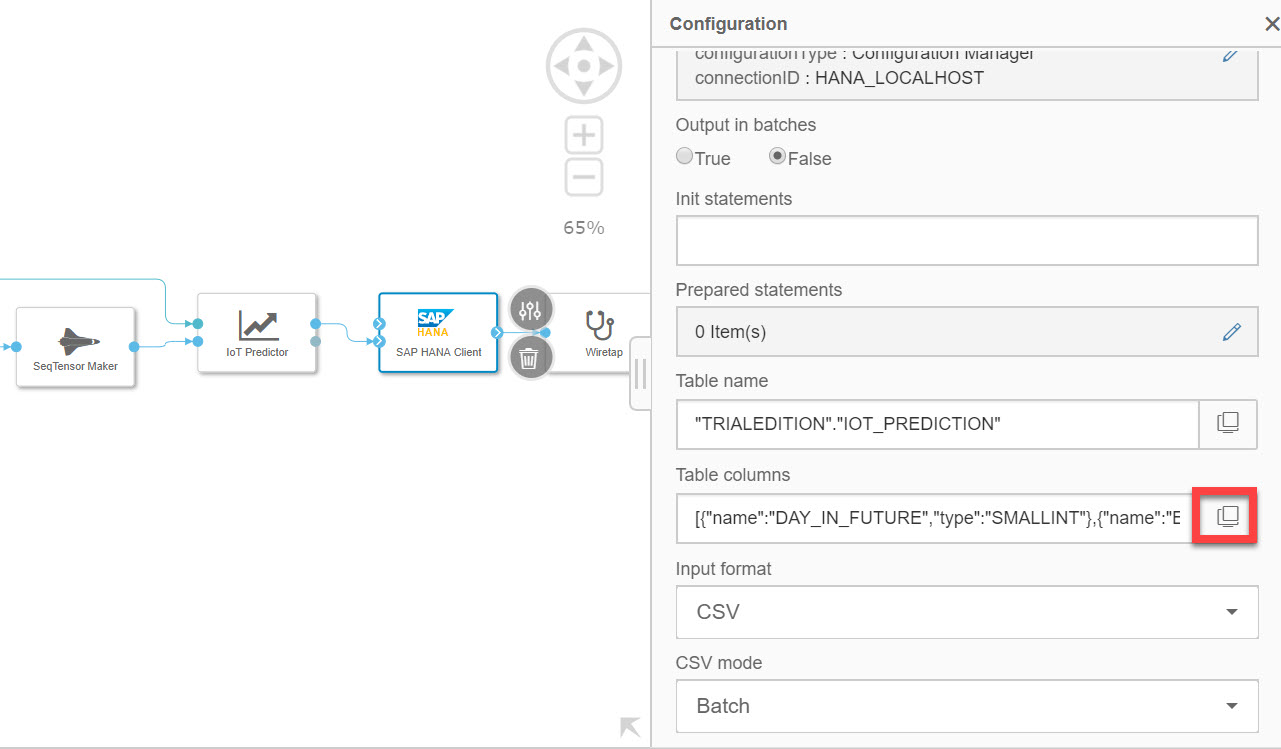 Configuration
configurationType : Configuration Manager
connectionID : HANA_LOCALHOST
Output in batches
True
False
Init statements
Prepared statements
0 Item(s)
Table name
"TRIALEDITION"."IOT_PREDICTION"
Table columns
[{"name":"DAY_IN_FUTURE","type":"SMALLINT"},{"name":"E
Input format
CSV
CSV mode
Batch
65%
SeqTensor Maker
IoT Predictor
SAP
HANA
SAP HANA Client
Wiretap